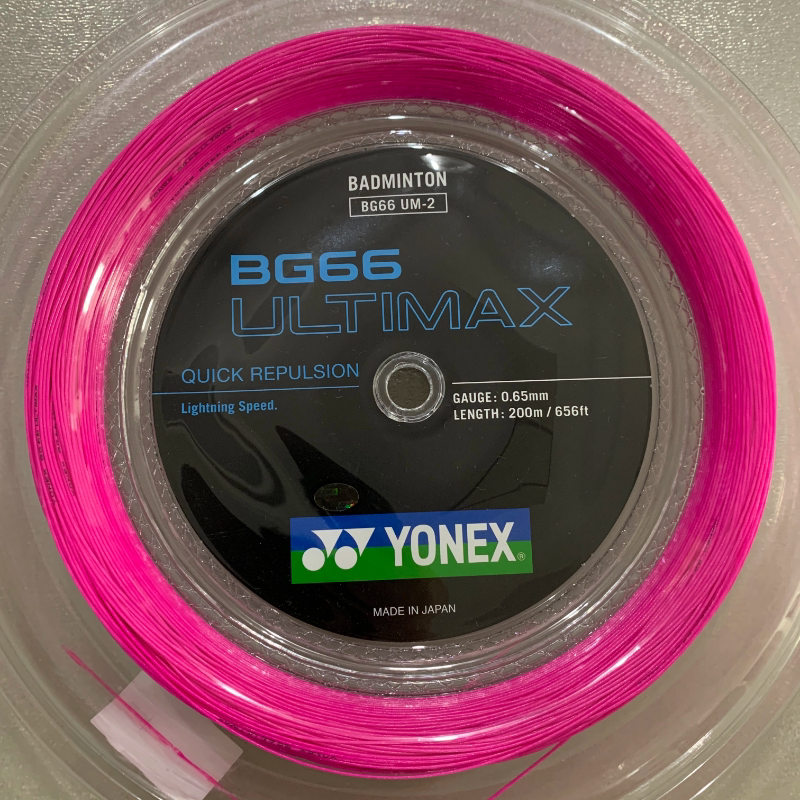 BADMINTON
BG66 UM-2
BG66
ULTIMAX
QUICK REPULSION
Lightning Speed.
GAUGE: 0.65mm
LENGTH: 200m / 656ft
YONEX®
MADE IN JAPAN